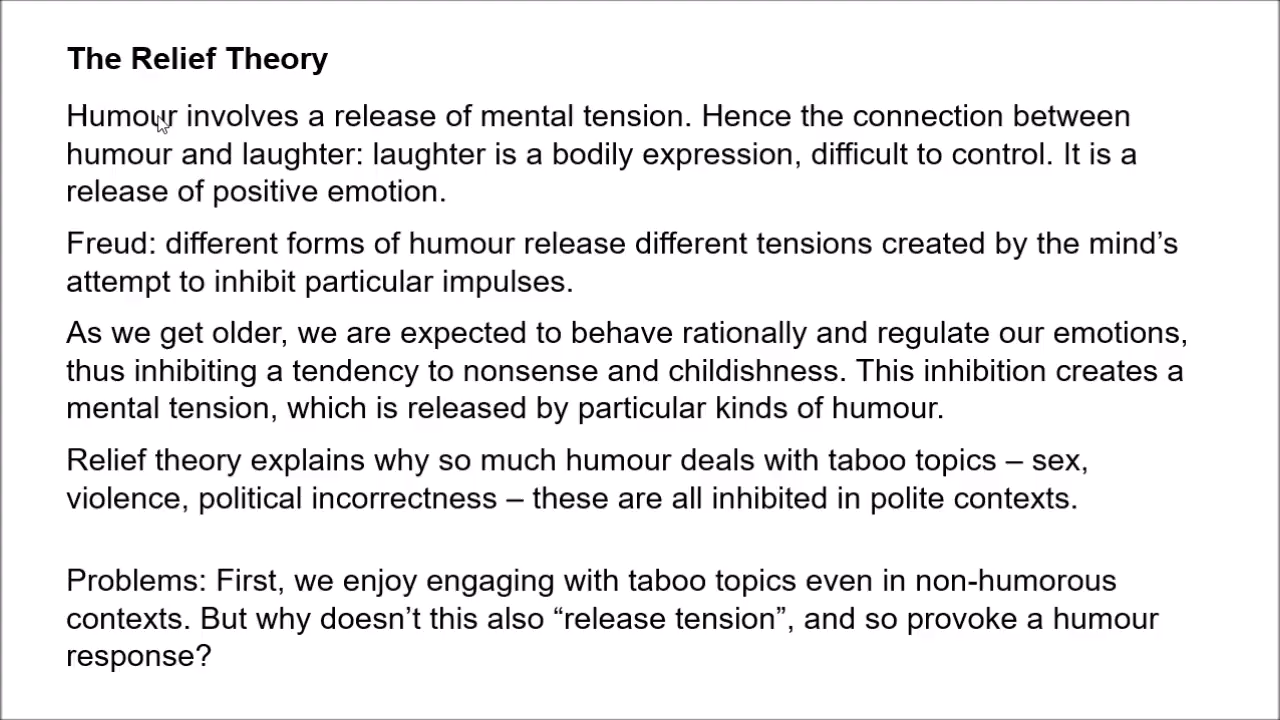 The Relief Theory
Humour involves a release of mental tension. Hence the connection between
humour and laughter: laughter is a bodily expression, difficult to control. It is a
release of positive emotion.
Freud: different forms of humour release different tensions created by the mind’s
attempt to inhibit particular impulses.
As we get older, we are expected to behave rationally and regulate our emotions,
thus inhibiting a tendency to nonsense and childishness. This inhibition creates a
mental tension, which is released by particular kinds of humour.
Relief theory explains why so much humour deals with taboo topics – sex,
violence, political incorrectness – these are all inhibited in polite contexts.
Problems: First, we enjoy engaging with taboo topics even in non-humorous
contexts. But why doesn’t this also “release tension”, and so provoke a humour
response?